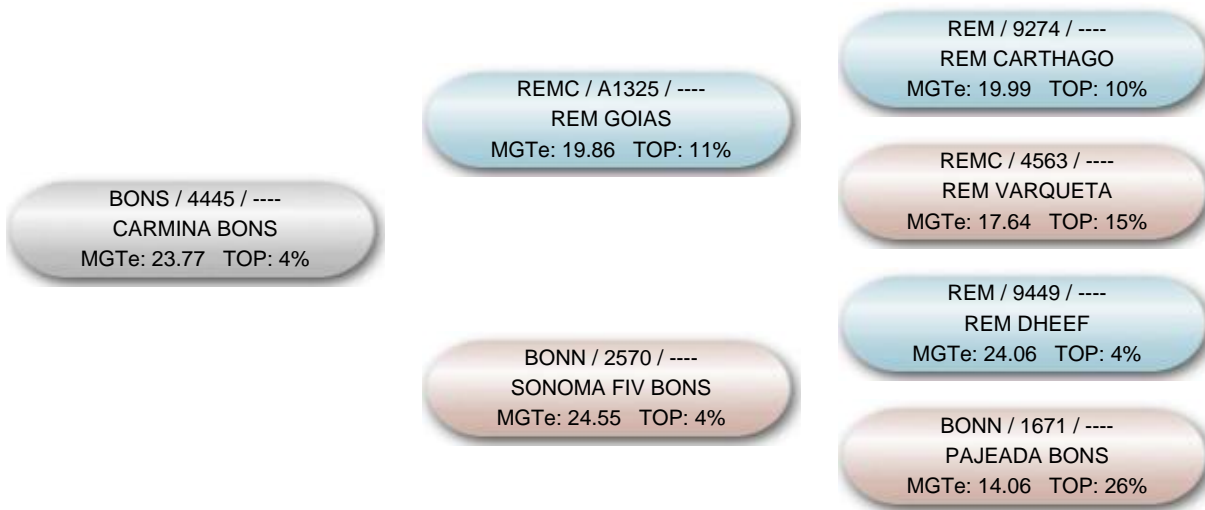 BONS / 4445 / ----
CARMINA BONS
MGTe: 23.77 TOP: 4%
REMC / A1325 / ----
REM GOIAS
MGTe: 19.86 TOP: 11%
BONN / 2570 / ----
SONOMA FIV BONS
MGTe: 24.55 TOP: 4%
REM / 9274 / ----
REM CARTHAGO
MGTe: 19.99 TOP: 10%
REMC / 4563 / ----
REM VARQUETA
MGTe: 17.64 TOP: 15%
REM / 9449 / ----
REM DHEEF
MGTe: 24.06 TOP: 4%
BONN / 1671 / ----
PAJEADA BONS
MGTe: 14.06 TOP: 26%